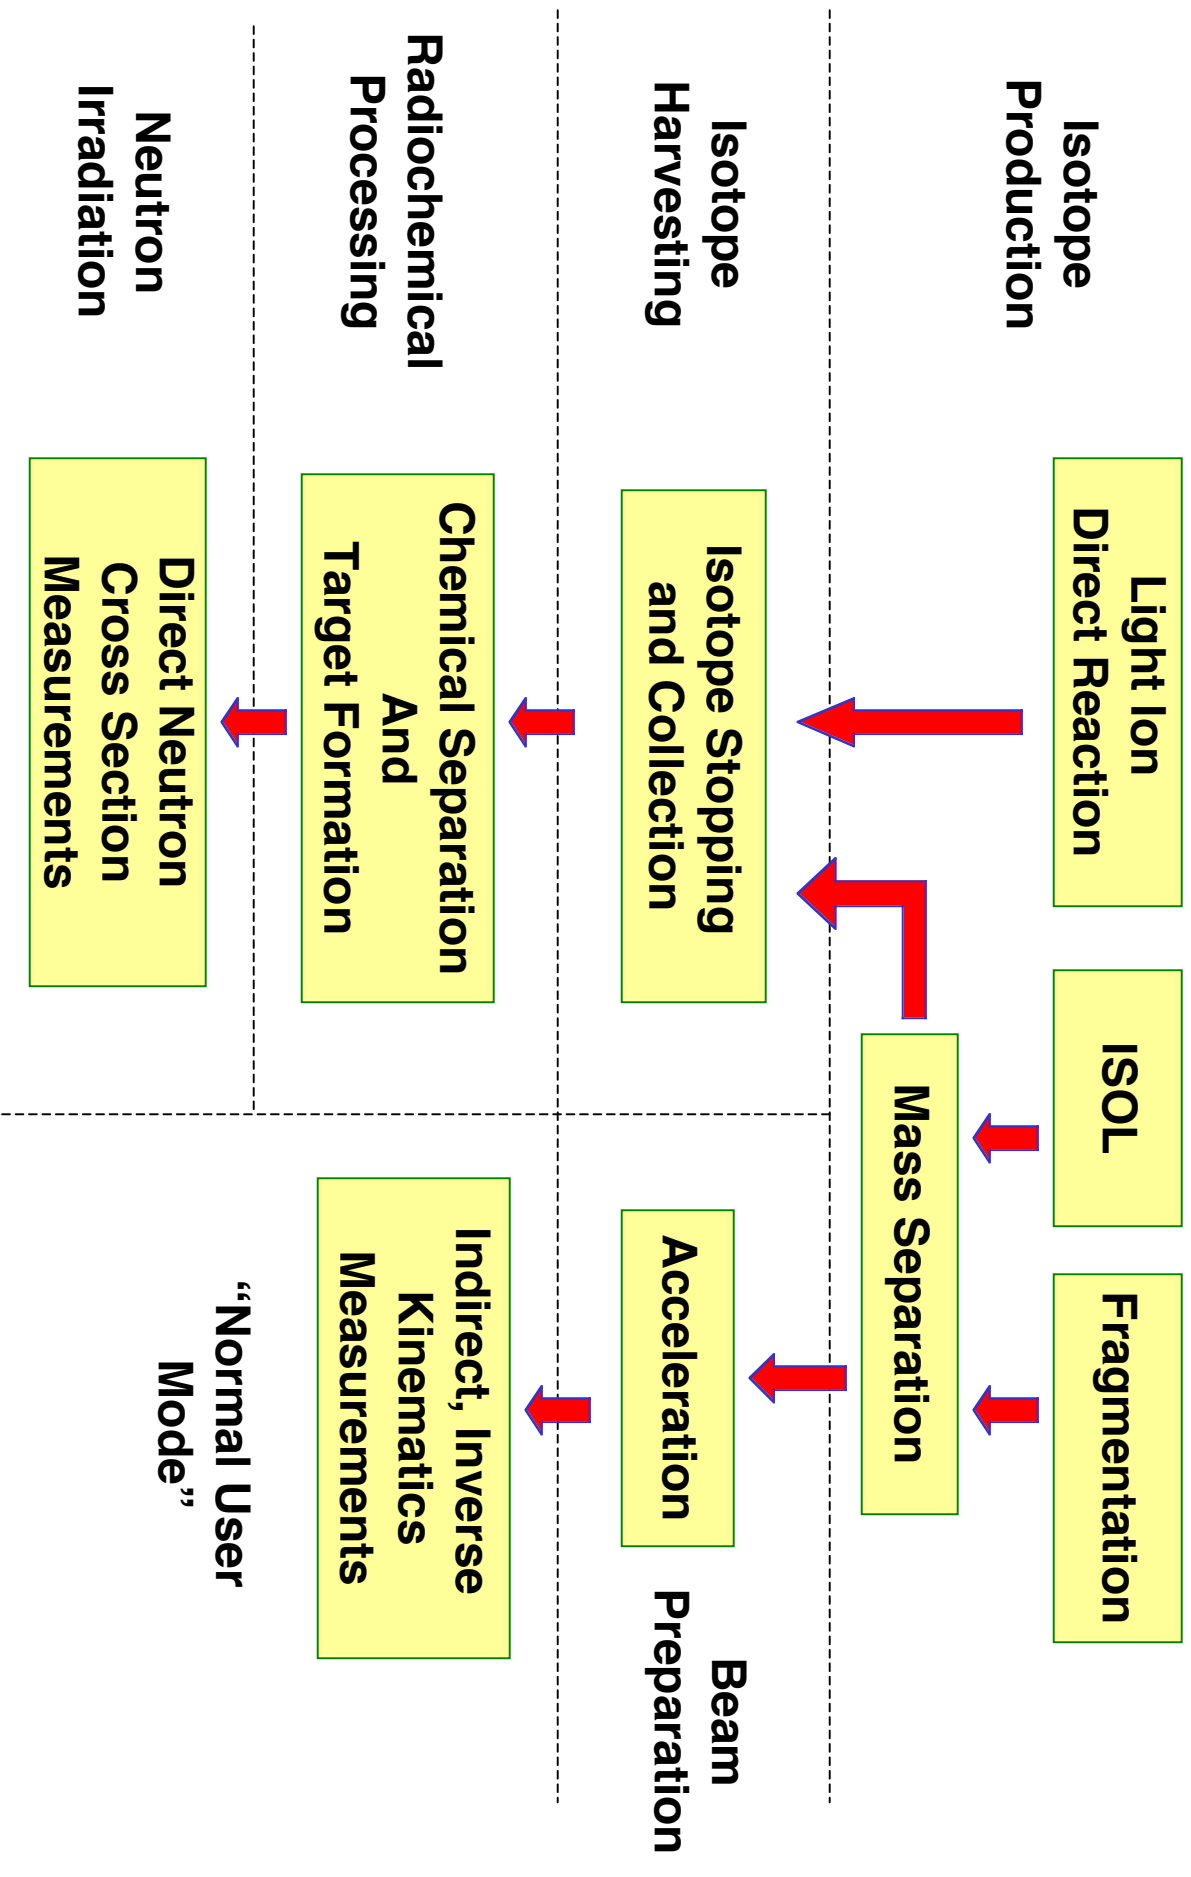 Isotope
Production
Light Ion
Direct Reaction
ISOL
Fragmentation
Mass Separation
Isotope
Harvesting
Isotope Stopping
and Collection
Acceleration
Beam
Preparation
Radiochemical
Processing
Chemical Separation
And
Target Formation
Indirect, Inverse
Kinematics
Measurements
Neutron
Irradiation
Direct Neutron
Cross Section
Measurements
“Normal User
Mode”